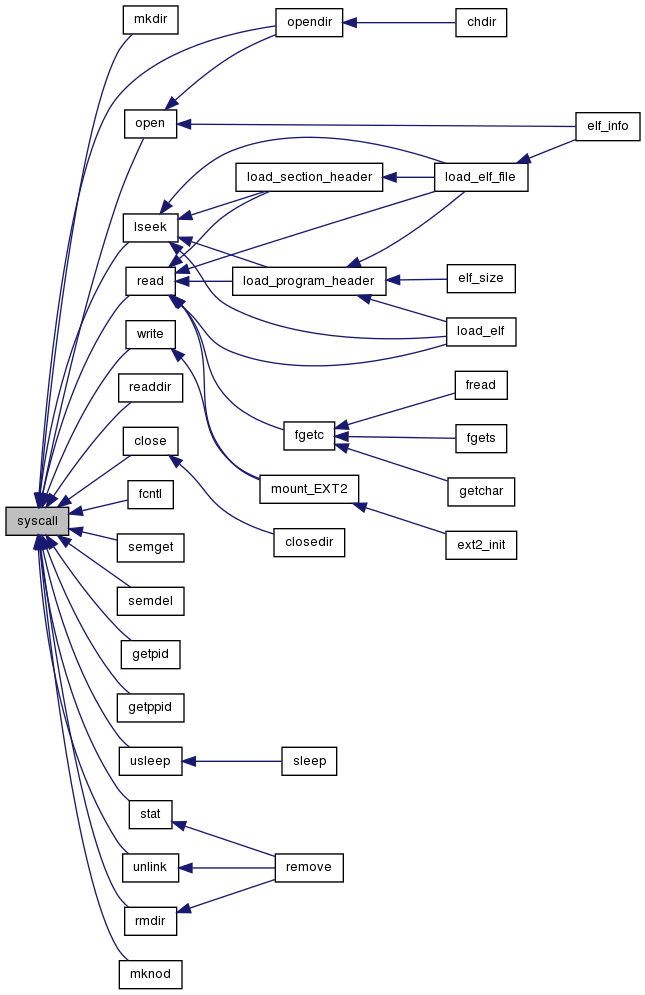 mkdir
opendir
chdir
open
elf_info
load_section_header
load_elf_file
lseek
read
load_program_header
elf_size
write
load_elf
readdir
fread
close
fgetc
fgets
fcntl
mount_EXT2
getchar
syscall
semget
closedir
ext2_init
semdel
getpid
getppid
usleep
sleep
stat
unlink
remove
rmdir
mknod